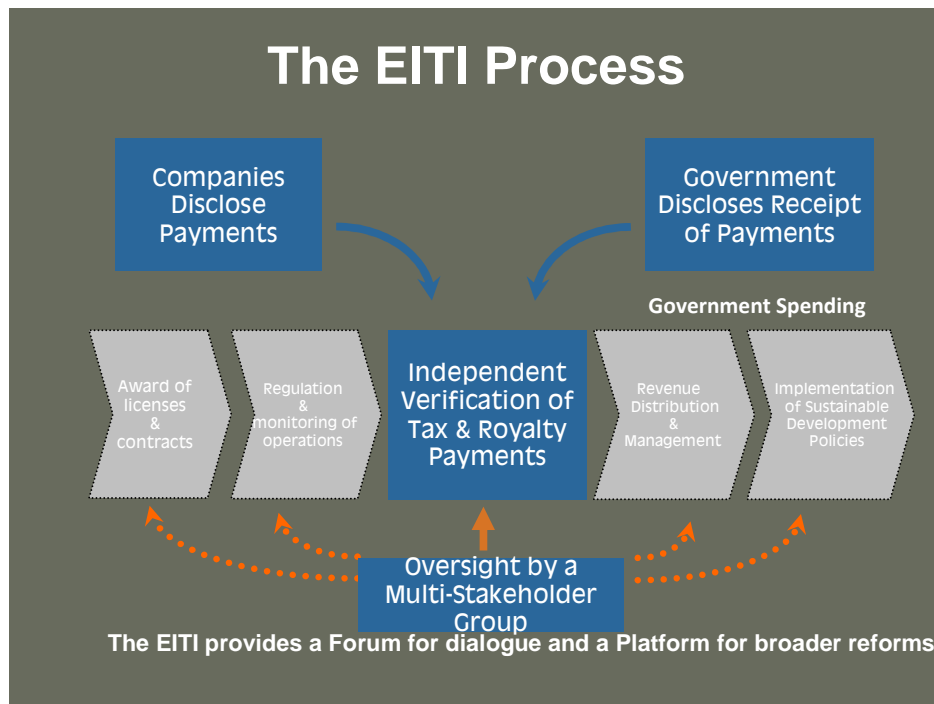 The EITI Process
Companies
Disclose
Payments
Government
Discloses Receipt
of Payments
Government Spending
Award of
licenses
&
contracts
Regulation
&
monitoring of
operations
Independent
Verification of
Tax & Royalty
Payments
Revenue
Distribution
&
Management
Implementation
of Sustainable
Development
Policies
Oversight by a
Multi-Stakeholder
Group
The EITI provides a Forum for dialogue and a Platform for broader reforms